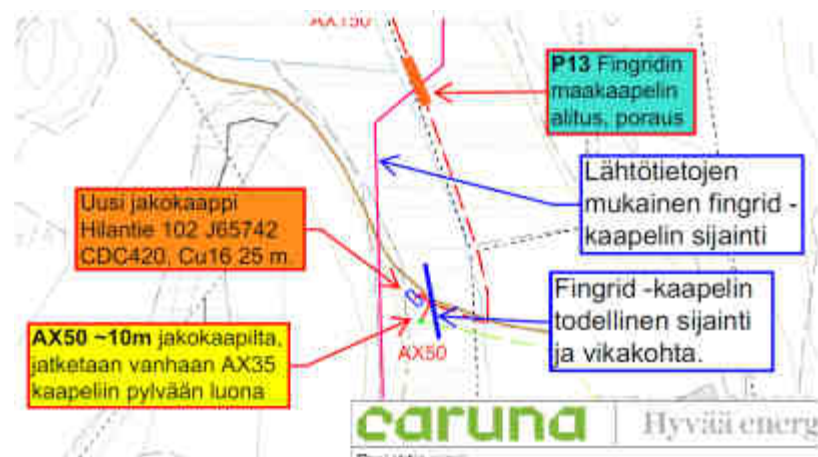 AX150
P13 Fingridin
maakaapelin
alitus, poraus
Lähtötietojen
mukainen fingrid -
kaapelin sijainti
Uusi jakokaappi
Hilantie 102 J65742
CDC420, Cu16 25 m.
Fingrid -kaapelin
todellinen sijainti
ja vikakohta.
AX50 ~10m jakokaapilta,
jatketaan vanhaan AX35
kaapeliin pylvään luona
AX50
caruna
Hyvää energ